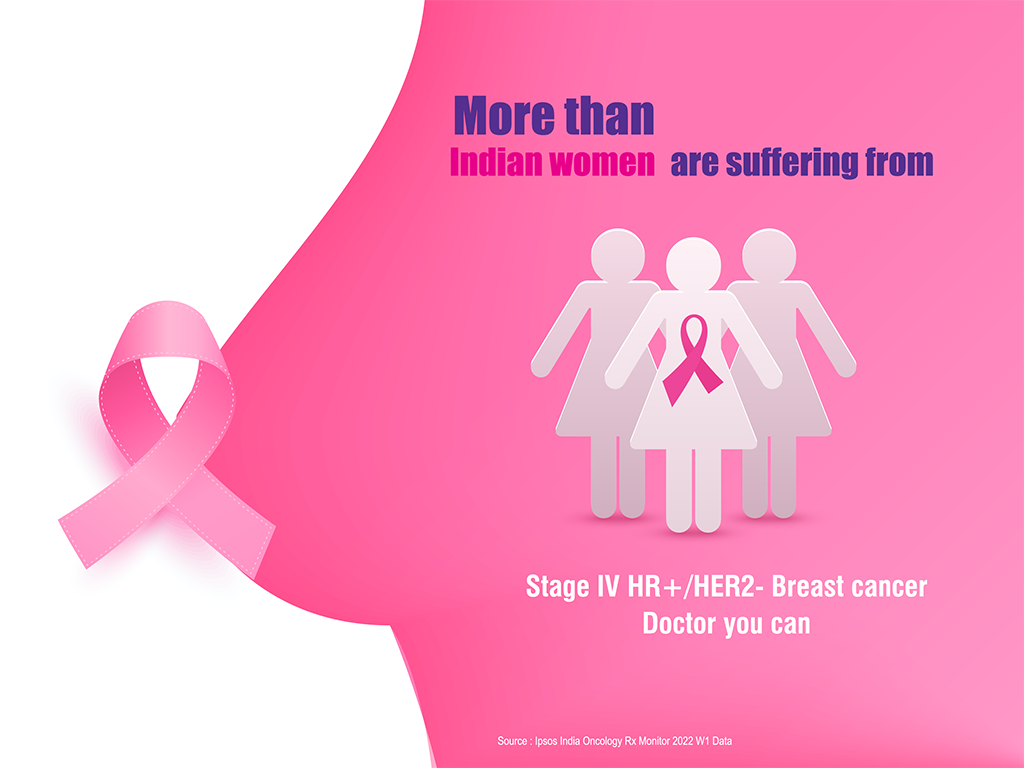 More than
Indian women are suffering from
Stage IV HR+/HER2- Breast cancer
Doctor you can
Source : Ipsos India Oncology Rx Monitor 2022 W1 Data